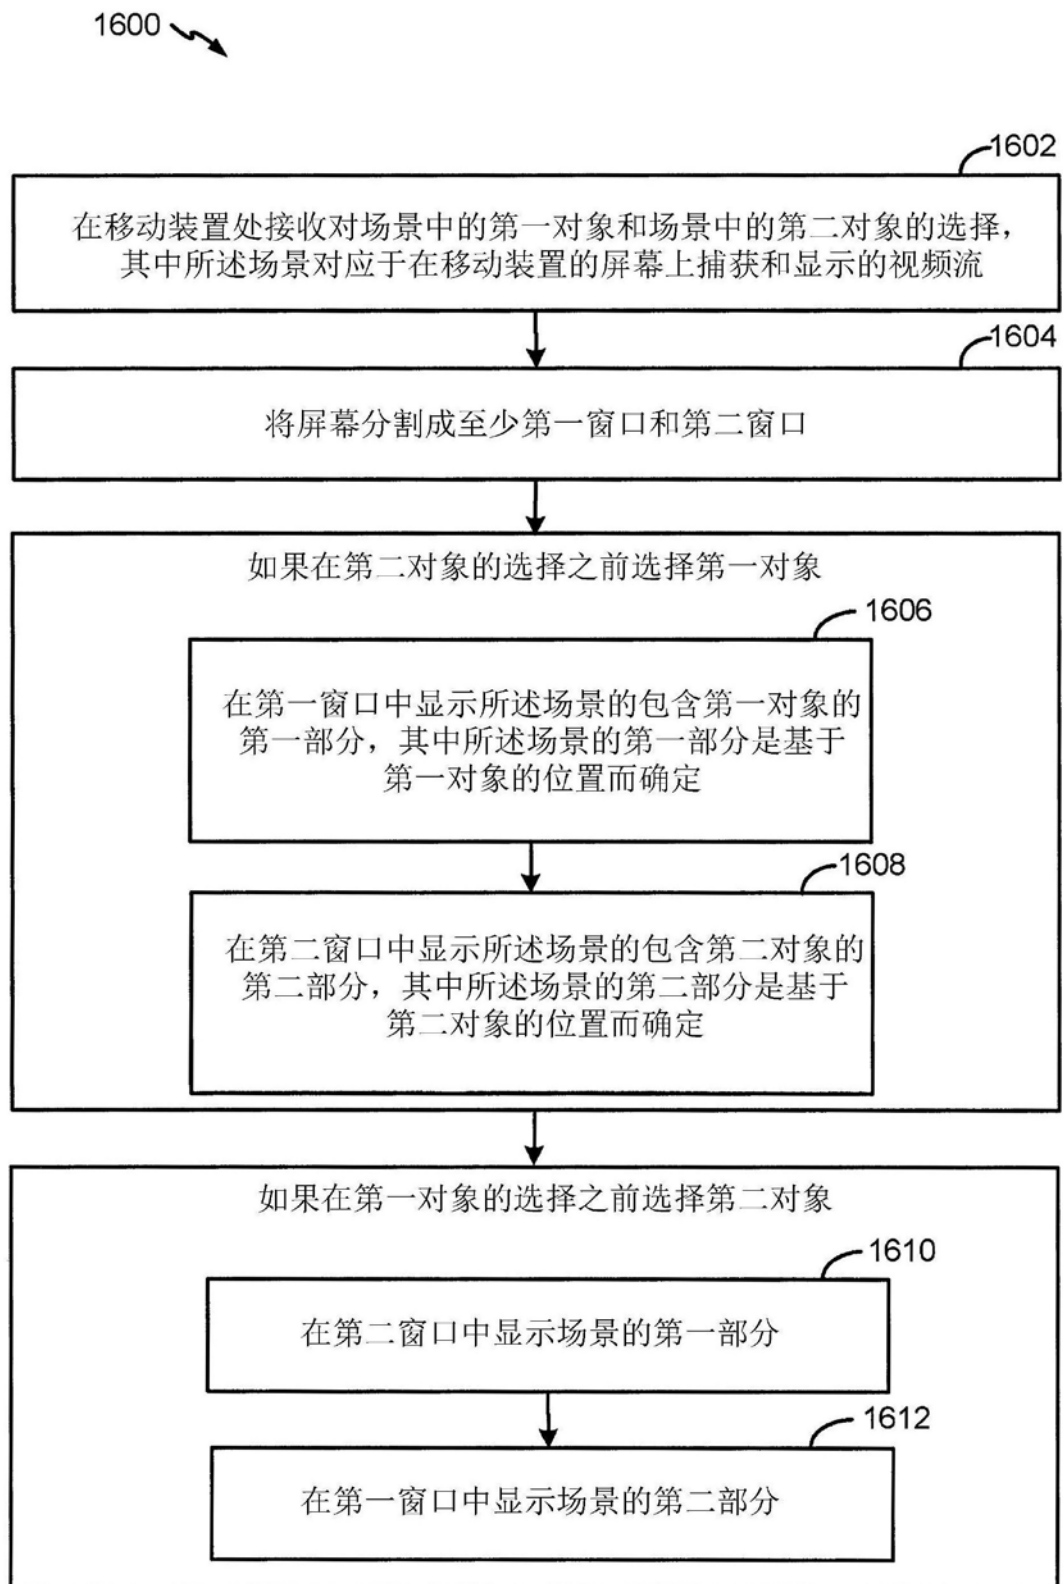 1600
1602
在移动装置处接收对场景中的第一对象和场景中的第二对象的选择，
其中所述场景对应于在移动装置的屏幕上捕获和显示的视频流
1604
将屏幕分割成至少第一窗口和第二窗口
如果在第二对象的选择之前选择第一对象
1606
在第一窗口中显示所述场景的包含第一对象的
第一部分，其中所述场景的第一部分是基于
第一对象的位置而确定
1608
在第二窗口中显示所述场景的包含第二对象的
第二部分，其中所述场景的第二部分是基于
第二对象的位置而确定
如果在第一对象的选择之前选择第二对象
1610
在第二窗口中显示场景的第一部分
1612
在第一窗口中显示场景的第二部分